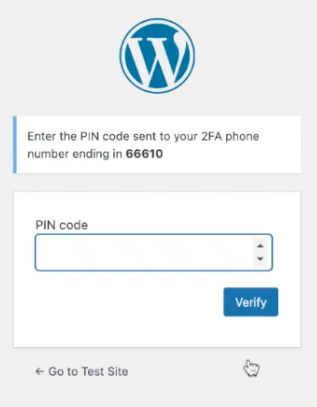 Enter the PIN code sent to your 2FA phone
number ending in 66610
PIN code
Verify
← Go to Test Site